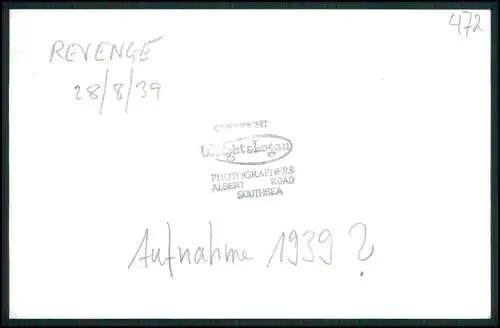 472
REVENGE
28/8/39
COPYRIGHT
Wright & Logan
PHOTOGRAPHERS
ALBERT ROAD
SOUTHSEA
Aufnahme 1939?